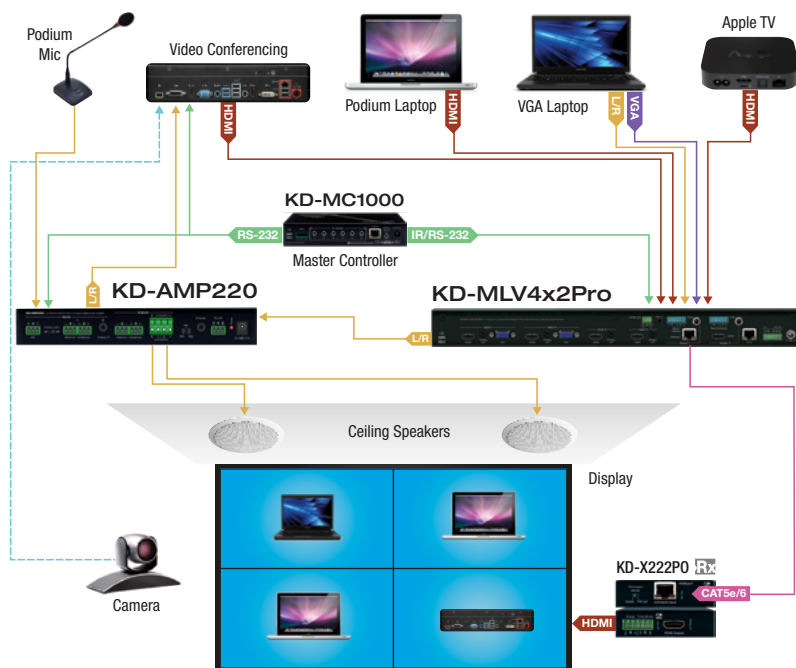 Podium
Mic
Video Conferencing
Podium Laptop
VGA Laptop
Apple TV
HDMI
HDMI
L/R
VGA
HDMI
KD-MC1000
RS-232
IR/RS-232
Master Controller
L/R
KD-AMP220
KD-MLV4x2Pro
L/R
Ceiling Speakers
Display
Camera
KD-X222PO Rx
CAT5e/6
HDMI